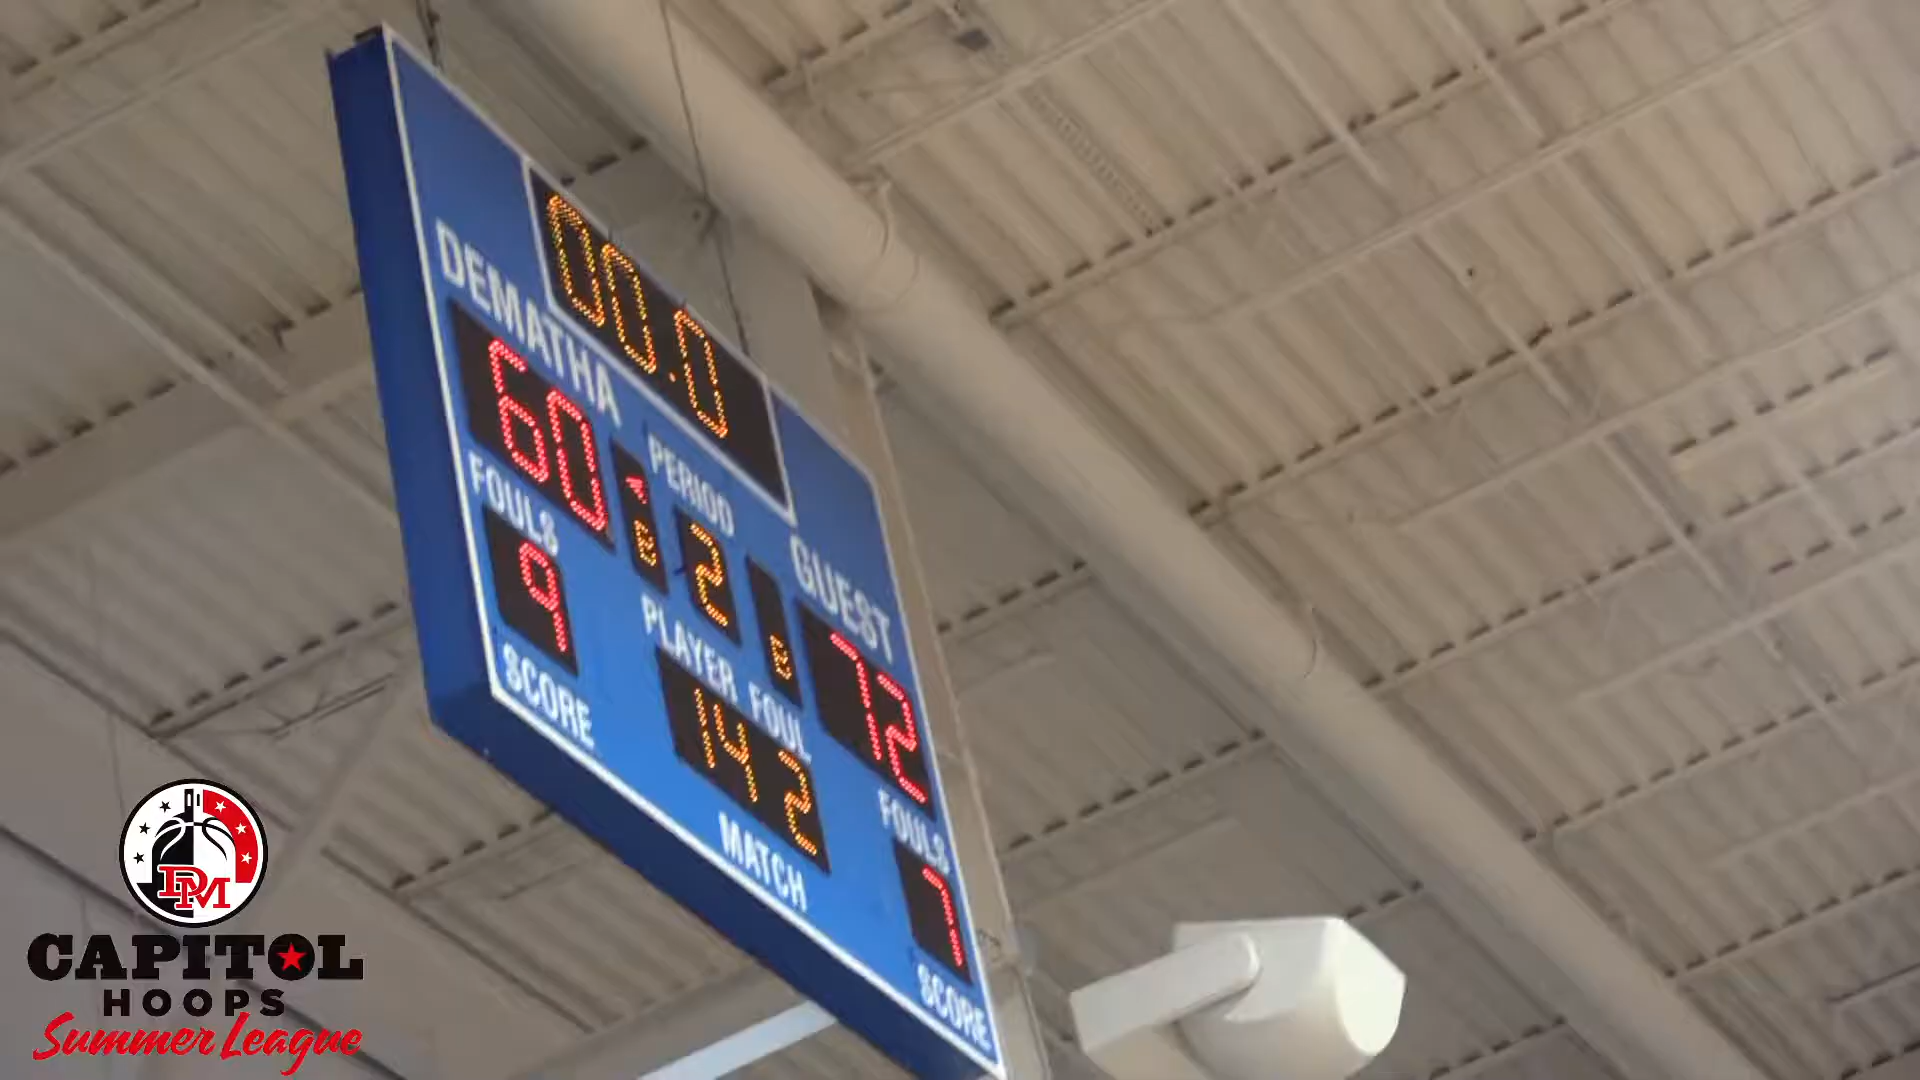 00.0
DEMATHA
60
PERIOD
2
GUEST
72
FOULS
9
B
B
PLAYER FOUL
14 2
FOULS
7
SCORE
MATCH
SCORE
DM
CAPITOL
HOOPS
Summer League